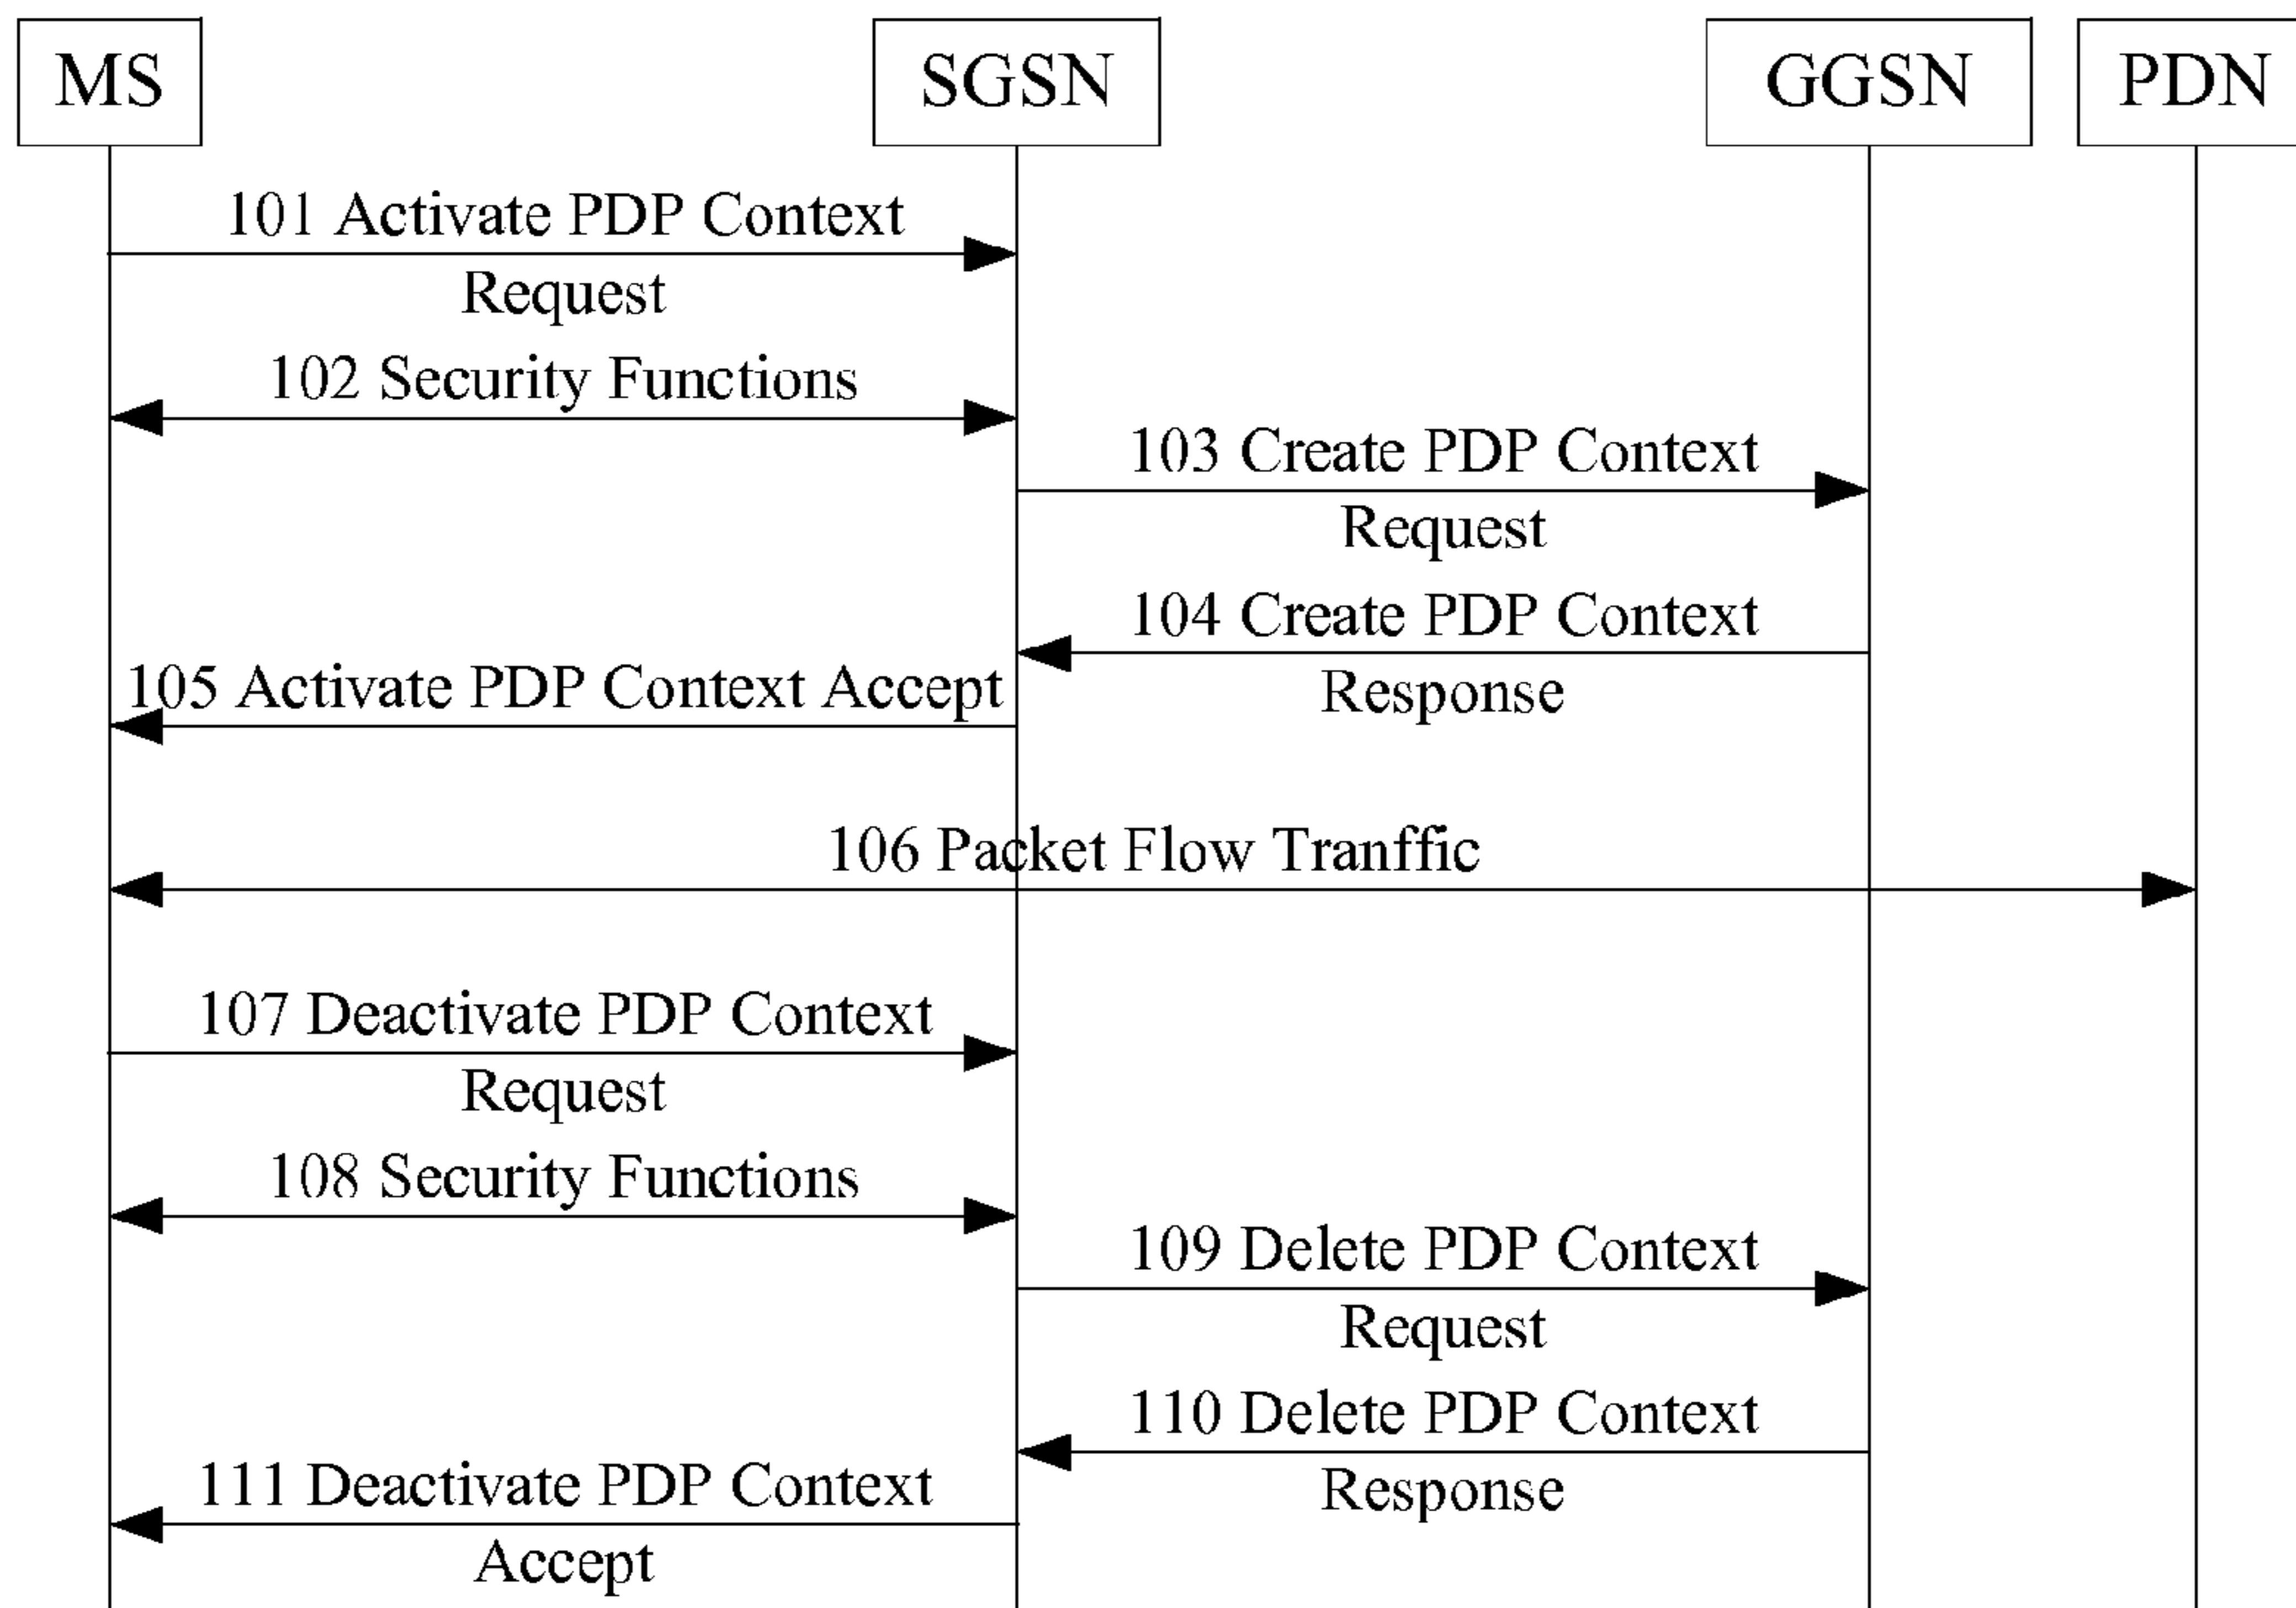 MS SGSN GGSN PDN
101 Activate PDP Context
Request
102 Security Functions
103 Create PDP Context
Request
104 Create PDP Context
Response
105 Activate PDP Context Accept
106 Packet Flow Tranffic
107 Deactivate PDP Context
Request
108 Security Functions
109 Delete PDP Context
Request
110 Delete PDP Context
Response
111 Deactivate PDP Context
Accept